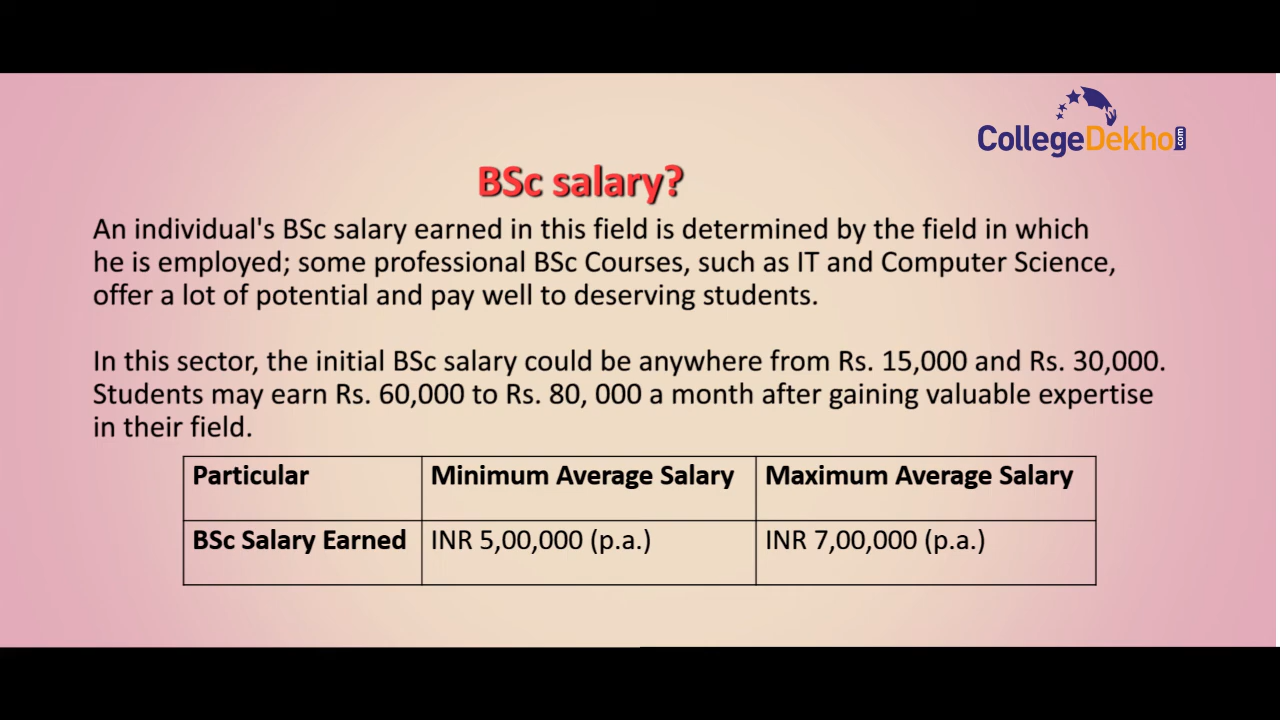 CollegeDekho.com
BSc salary?
An individual's BSc salary earned in this field is determined by the field in which
he is employed; some professional BSc Courses, such as IT and Computer Science,
offer a lot of potential and pay well to deserving students.
In this sector, the initial BSc salary could be anywhere from Rs. 15,000 and Rs. 30,000.
Students may earn Rs. 60,000 to Rs. 80, 000 a month after gaining valuable expertise
in their field.
Particular Minimum Average Salary Maximum Average Salary
BSc Salary Earned INR 5,00,000 (p.a.) INR 7,00,000 (p.a.)